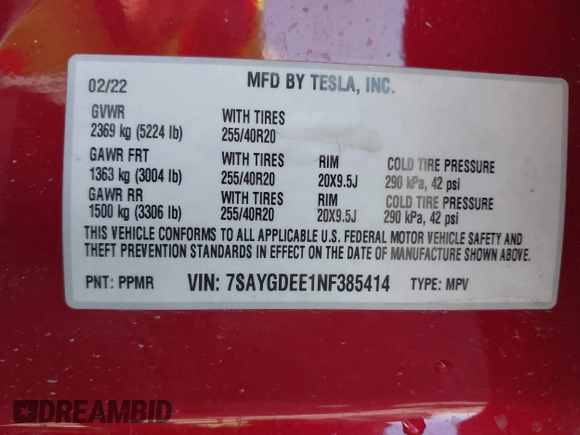 02/22 MFD BY TESLA, INC.
GVWR WITH TIRES
2369 kg (5224 lb) 255/40R20
GAWR FRT WITH TIRES RIM COLD TIRE PRESSURE
1363 kg (3004 lb) 255/40R20 20X9.5J 290 kPa, 42 psi
GAWR RR WITH TIRES RIM COLD TIRE PRESSURE
1500 kg (3306 lb) 255/40R20 20X9.5J 290 kPa, 42 psi
THIS VEHICLE CONFORMS TO ALL APPLICABLE U.S. FEDERAL MOTOR VEHICLE SAFETY AND
THEFT PREVENTION STANDARDS IN EFFECT ON THE DATE OF MANUFACTURE SHOWN ABOVE.
PNT: PPMR VIN: 7SAYGDEE1NF385414 TYPE: MPV
DREAMBID